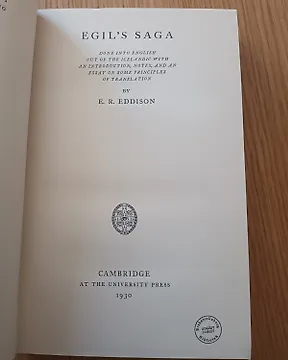 EGIL'S SAGA
DONE INTO ENGLISH
OUT OF THE ICELANDIC WITH
AN INTRODUCTION, NOTES, AND AN
ESSAY ON SOME PRINCIPLES
OF TRANSLATION
BY
E. R. EDDISON
CAMBRIDGE
AT THE UNIVERSITY PRESS
1930